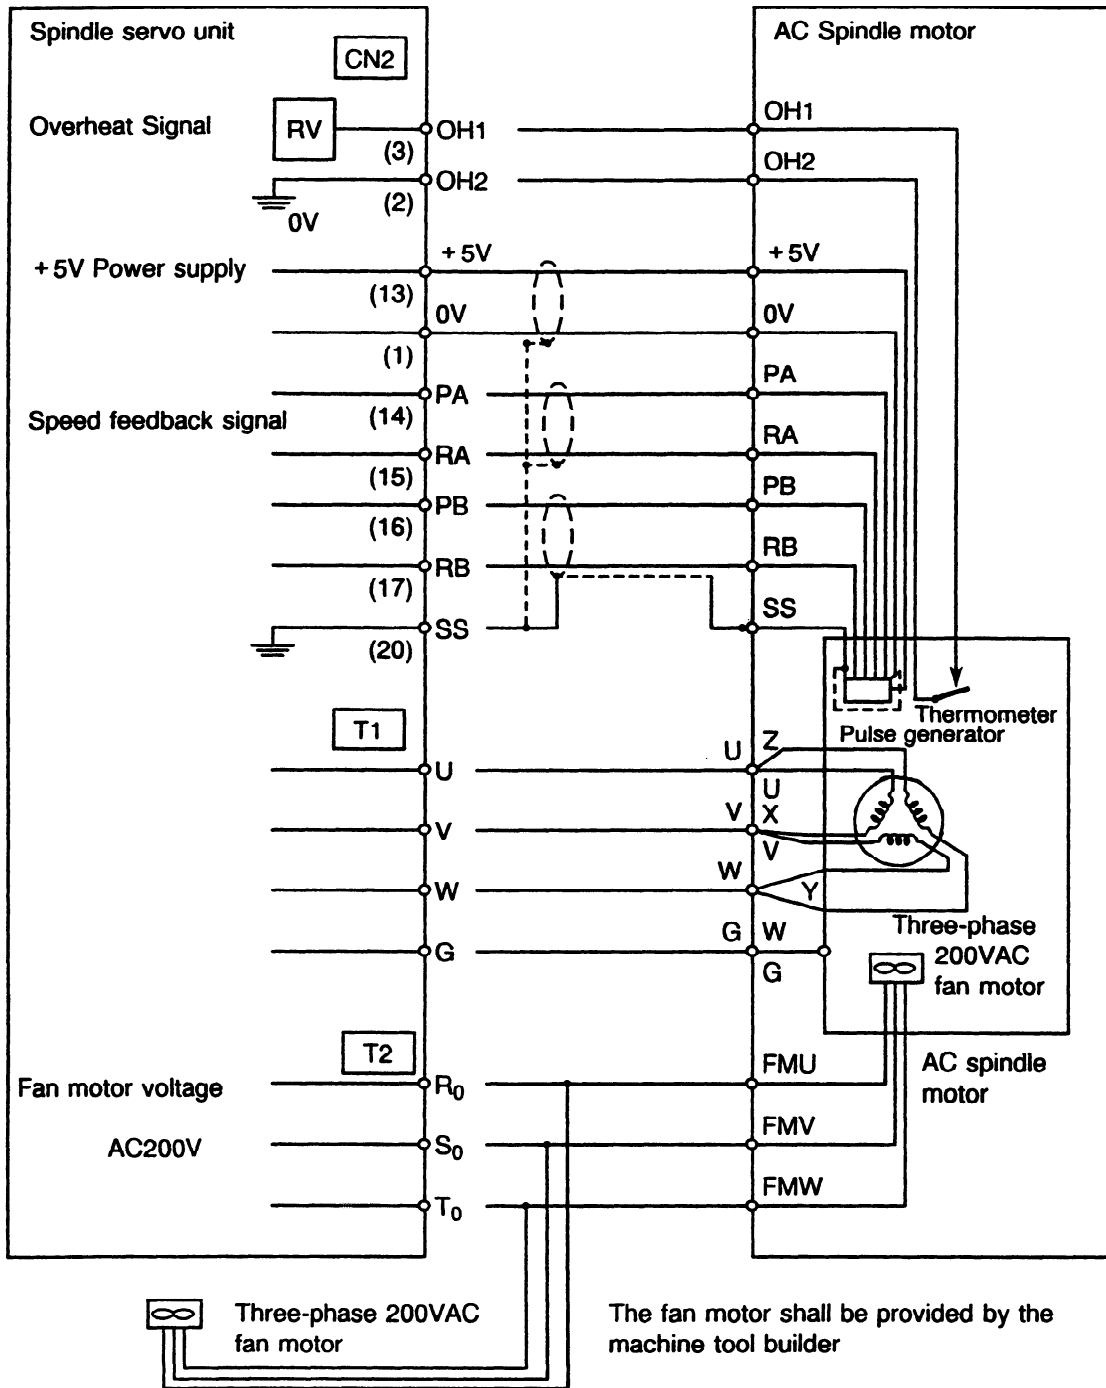 Spindle servo unit
AC Spindle motor
CN2
Overheat Signal
RV
(3)
OH1
OH1
(2)
OH2
OH2
0V
+5V Power supply
(13)
+5V
+5V
(1)
0V
0V
Speed feedback signal
(14)
PA
PA
(15)
RA
RA
(16)
PB
PB
(17)
RB
RB
(20)
SS
SS
Thermometer
Pulse generator
T1
U
U
Z
U
V
V
X
V
W
W
Y
G
G
W
G
Three-phase
200VAC
fan motor
T2
AC spindle
motor
Fan motor voltage
R0
FMU
AC200V
S0
FMV
T0
FMW
Three-phase 200VAC
fan motor
The fan motor shall be provided by the
machine tool builder